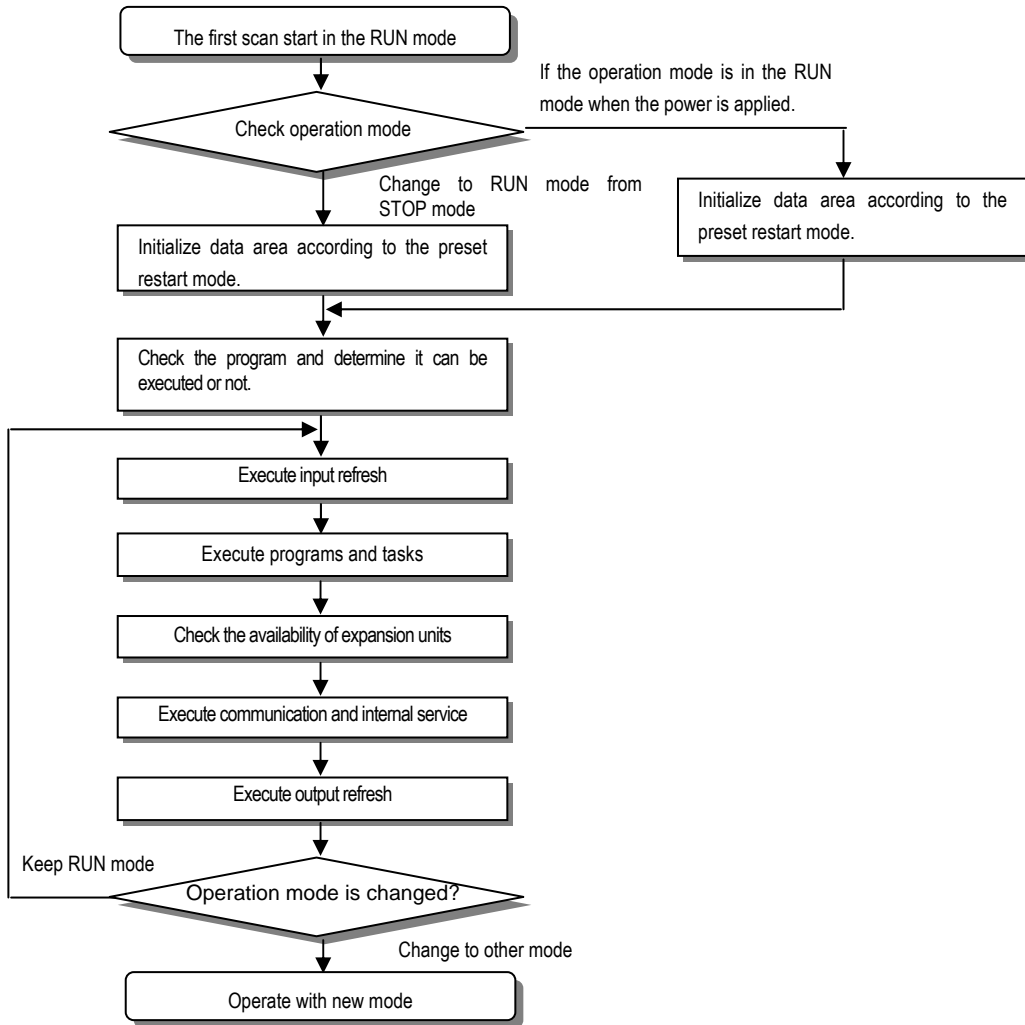 The first scan start in the RUN mode
If the operation mode is in the RUN
mode when the power is applied.
Check operation mode
Change to RUN mode from
STOP mode
Initialize data area according to the
preset restart mode.
Initialize data area according to the preset
restart mode.
Check the program and determine it can be
executed or not.
Execute input refresh
Execute programs and tasks
Check the availability of expansion units
Execute communication and internal service
Execute output refresh
Keep RUN mode
Operation mode is changed?
Change to other mode
Operate with new mode